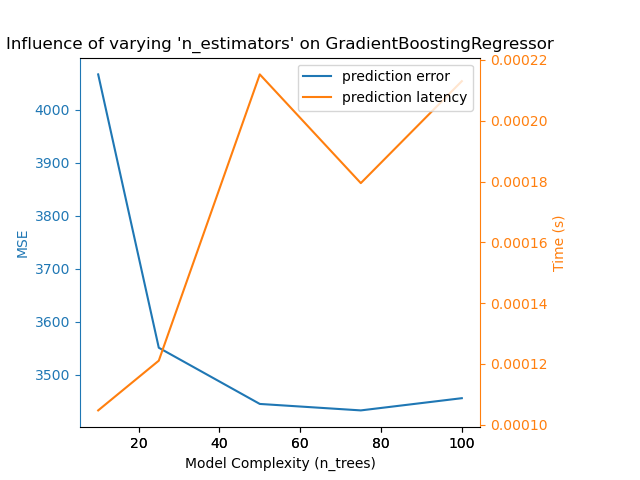 Influence of varying 'n_estimators' on GradientBoostingRegressor
prediction error
prediction latency
MSE
4000
3900
3800
3700
3600
3500
0.00022
0.00020
0.00018
0.00016
0.00014
0.00012
0.00010
Time (s)
20 40 60 80 100
Model Complexity (n_trees)